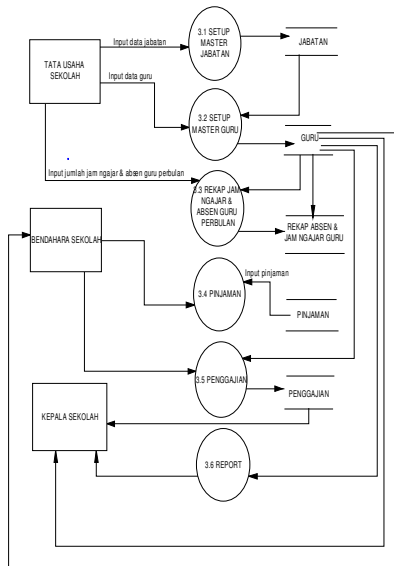 Input data jabatan
3.1 SETUP
MASTER
JABATAN
JABATAN
TATA USAHA
SEKOLAH
Input data guru
3.2 SETUP
MASTER GURU
GURU
Input jumlah jam ngajar & absen guru perbulan
3.3 REKAP JAM
NGAJAR &
ABSEN GURU
PERBULAN
REKAP ABSEN &
JAM NGAJAR GURU
BENDAHARA SEKOLAH
Input pinjaman
3.4 PINJAMAN
PINJAMAN
3.5 PENGGAJIAN
PENGGAJIAN
KEPALA SEKOLAH
3.6 REPORT